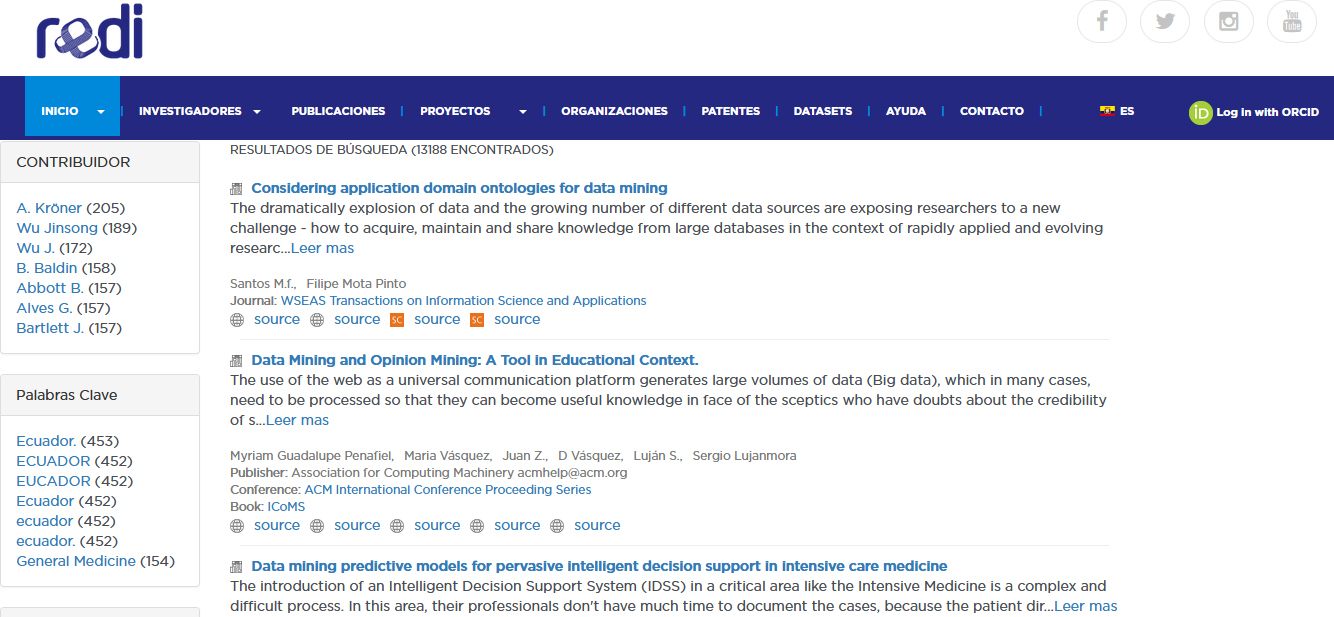 redi
You Tube
INICIO
INVESTIGADORES
PUBLICACIONES
PROYECTOS
ORGANIZACIONES
PATENTES
DATASETS
AYUDA
CONTACTO
ES
iD Log in with ORCID
CONTRIBUIDOR
A. Kröner (205)
Wu Jinsong (189)
Wu J. (172)
B. Baldin (158)
Abbott B. (157)
Alves G. (157)
Bartlett J. (157)
Palabras Clave
Ecuador. (453)
ECUADOR (452)
EUCADOR (452)
Ecuador (452)
ecuador (452)
ecuador. (452)
General Medicine (154)
RESULTADOS DE BÚSQUEDA (13188 ENCONTRADOS)
Considering application domain ontologies for data mining
The dramatically explosion of data and the growing number of different data sources are exposing researchers to a new
challenge - how to acquire, maintain and share knowledge from large databases in the context of rapidly applied and evolving
researc...Leer mas
Santos M.f., Filipe Mota Pinto
Journal: WSEAS Transactions on Information Science and Applications
source source SC source SC source
Data Mining and Opinion Mining: A Tool in Educational Context.
The use of the web as a universal communication platform generates large volumes of data (Big data), which in many cases,
need to be processed so that they can become useful knowledge in face of the sceptics who have doubts about the credibility
of s...Leer mas
Myriam Guadalupe Penafiel, Maria Vásquez, Juan Z., D Vásquez, Luján S., Sergio Lujanmora
Publisher: Association for Computing Machinery acmhelp@acm.org
Conference: ACM International Conference Proceeding Series
Book: ICoMS
source source source source source
Data mining predictive models for pervasive intelligent decision support in intensive care medicine
The introduction of an Intelligent Decision Support System (IDSS) in a critical area like the Intensive Medicine is a complex and
difficult process. In this area, their professionals don't have much time to document the cases, because the patient dir...Leer mas